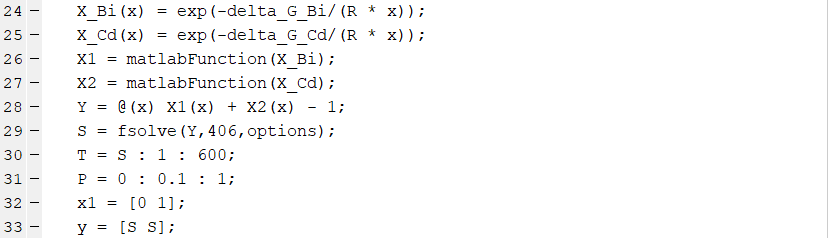 24 – X_Bi(x) = exp(-delta_G_Bi/(R * x));
25 – X_Cd(x) = exp(-delta_G_Cd/(R * x));
26 – X1 = matlabFunction(X_Bi);
27 – X2 = matlabFunction(X_Cd);
28 – Y = @(x) X1(x) + X2(x) - 1;
29 – S = fsolve(Y,406,options);
30 – T = S : 1 : 600;
31 – P = 0 : 0.1 : 1;
32 – x1 = [0 1];
33 – y = [S S];